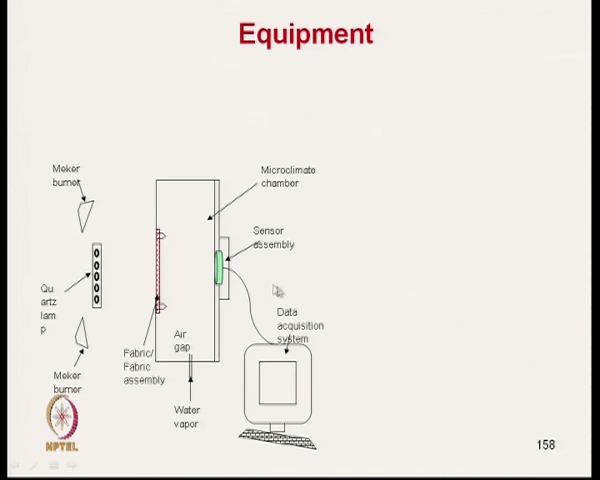 Equipment
Meker
burner
Microclimate
chamber
Sensor
assembly
Qu
artz
lam
p
Data
acquisition
system
Air
gap
Fabric/
Fabric
assembly
Meker
burner
Water
vapor
NPTEL
158